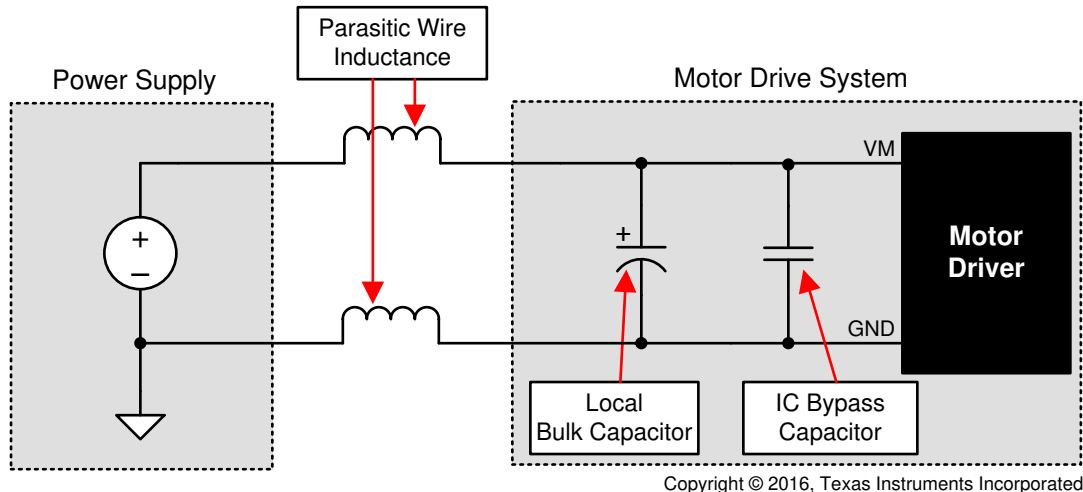 Parasitic Wire
Inductance
Power Supply
Motor Drive System
VM
+
–
+
Motor
Driver
GND
Local
Bulk Capacitor
IC Bypass
Capacitor
Copyright © 2016, Texas Instruments Incorporated